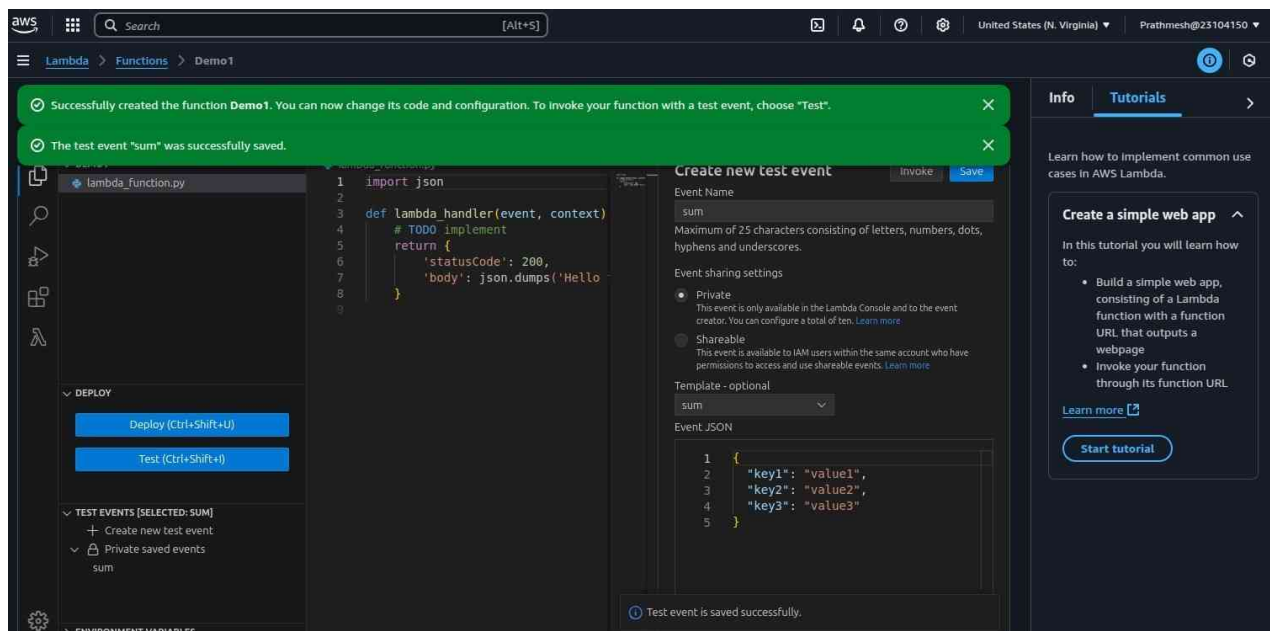 aws
Search [Alt+S]
United States (N. Virginia) ▼ Prathmesh@23104150 ▼
Lambda > Functions > Demo1
Successfully created the function Demo1. You can now change its code and configuration. To invoke your function with a test event, choose "Test".
The test event "sum" was successfully saved.
lambda_function.py
DEPLOY
Deploy (Ctrl+Shift+U)
Test (Ctrl+Shift+I)
TEST EVENTS [SELECTED: SUM]
+ Create new test event
Private saved events
sum
ENVIRONMENT VARIABLES
lambda_function.py
1 import json
2
3 def lambda_handler(event, context)
4 # TODO implement
5 return {
6 'statusCode': 200,
7 'body': json.dumps('Hello
8 }
9
Create new test event Invoke Save
Event Name
sum
Maximum of 25 characters consisting of letters, numbers, dots,
hyphens and underscores.
Event sharing settings
Private
This event is only available in the Lambda Console and to the event
creator. You can configure a total of ten. Learn more
Shareable
This event is available to IAM users within the same account who have
permissions to access and use shareable events. Learn more
Template - optional
sum
Event JSON
1 {
2 "key1": "value1",
3 "key2": "value2",
4 "key3": "value3"
5 }
Test event is saved successfully.
Info Tutorials
Learn how to implement common use
cases in AWS Lambda.
Create a simple web app
In this tutorial you will learn how
to:
• Build a simple web app,
consisting of a Lambda
function with a function
URL that outputs a
webpage
• Invoke your function
through its function URL
Learn more
Start tutorial